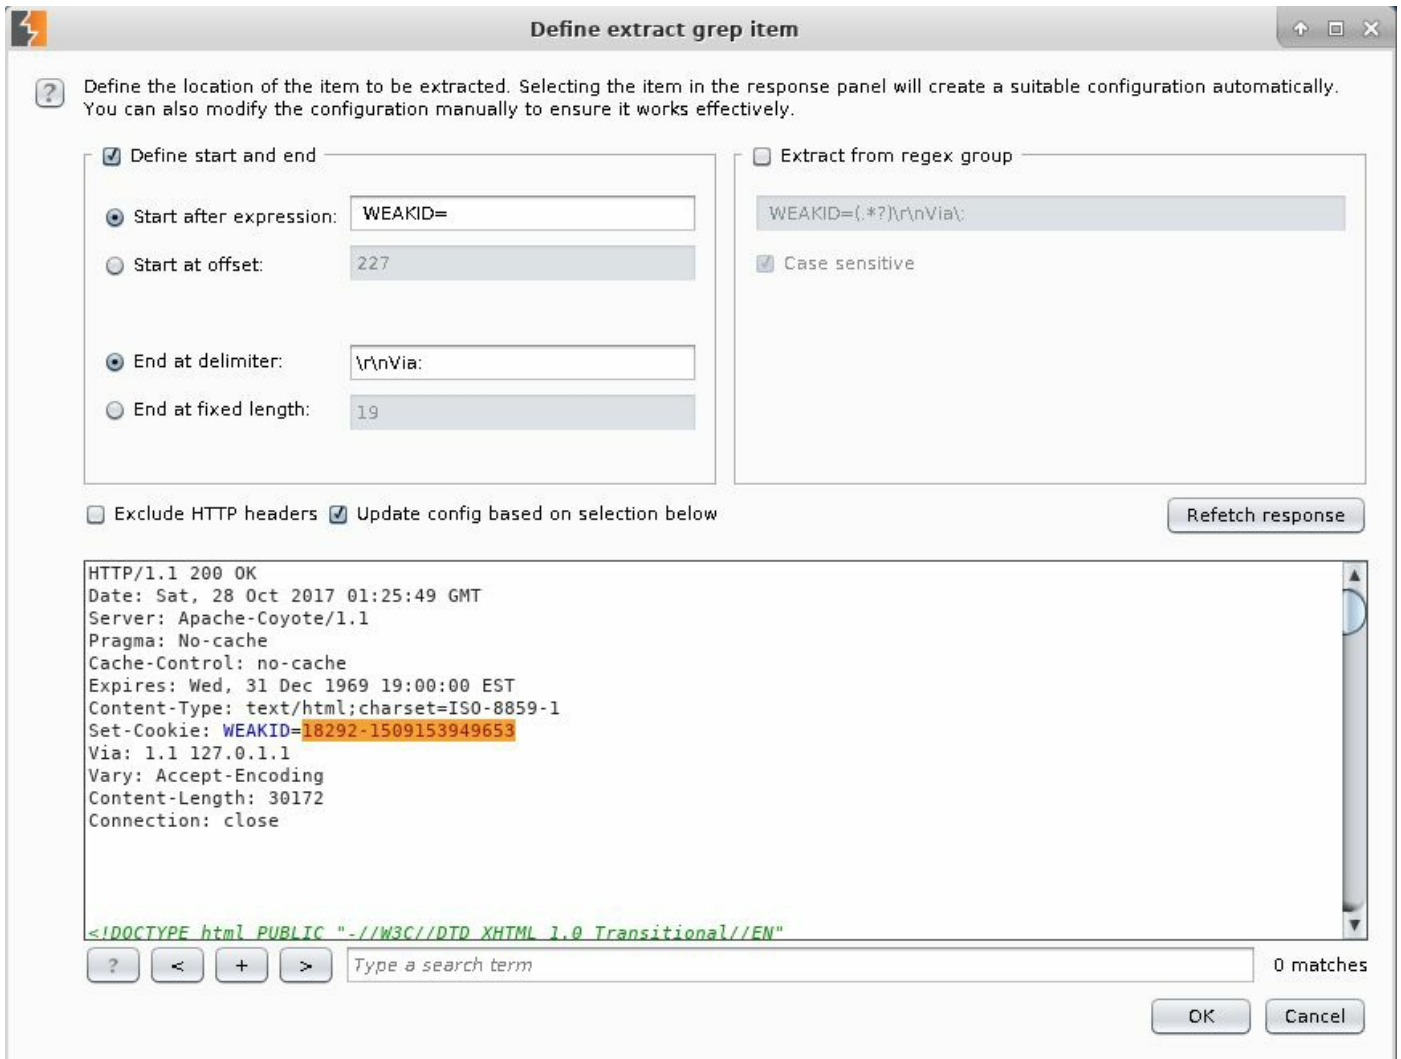 Define extract grep item
Define the location of the item to be extracted. Selecting the item in the response panel will create a suitable configuration automatically.
You can also modify the configuration manually to ensure it works effectively.
Define start and end
Start after expression: WEAKID=
Start at offset: 227
End at delimiter: \r\nVia:
End at fixed length: 19
Extract from regex group
WEAKID=(.*?)\r\nVia\:
Case sensitive
Exclude HTTP headers Update config based on selection below Refetch response
HTTP/1.1 200 OK
Date: Sat, 28 Oct 2017 01:25:49 GMT
Server: Apache-Coyote/1.1
Pragma: No-cache
Cache-Control: no-cache
Expires: Wed, 31 Dec 1969 19:00:00 EST
Content-Type: text/html;charset=ISO-8859-1
Set-Cookie: WEAKID=18292-1509153949653
Via: 1.1 127.0.1.1
Vary: Accept-Encoding
Content-Length: 30172
Connection: close
<!DOCTYPE html PUBLIC "-//W3C//DTD XHTML 1.0 Transitional//EN"
? < + > Type a search term 0 matches
OK Cancel